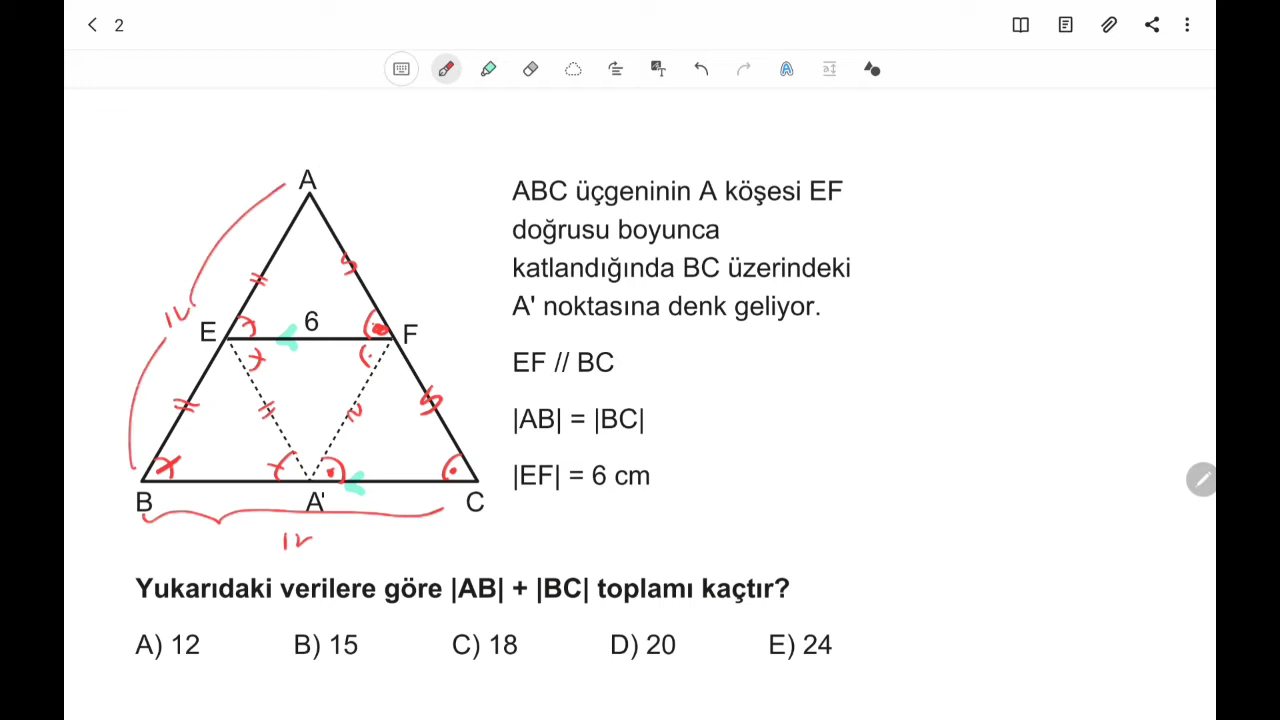 2
A
12
E
6
F
B
A'
C
12
ABC üçgeninin A köşesi EF
doğrusu boyunca
katlandığında BC üzerindeki
A' noktasına denk geliyor.
EF // BC
|AB| = |BC|
|EF| = 6 cm
Yukarıdaki verilere göre |AB| + |BC| toplamı kaçtır?
A) 12 B) 15 C) 18 D) 20 E) 24